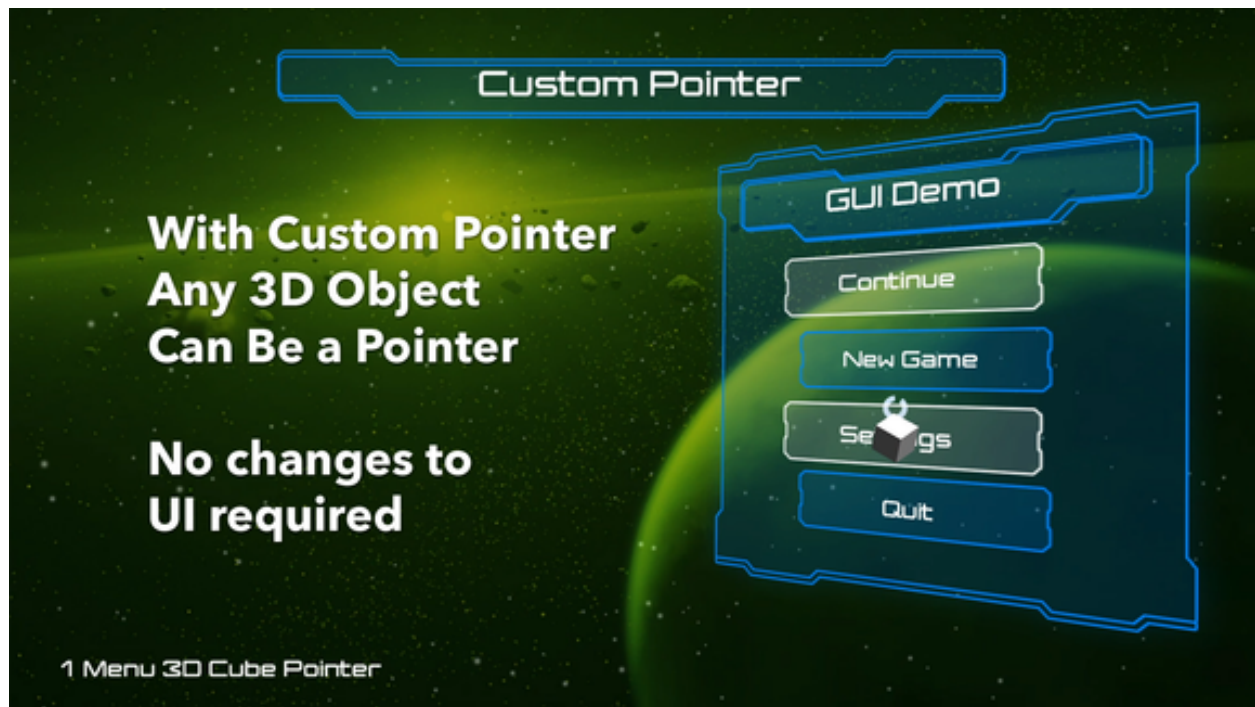 Custom Pointer
With Custom Pointer
Any 3D Object
Can Be a Pointer
No changes to
UI required
GUI Demo
Continue
New Game
Quit
1 Menu 3D Cube Pointer